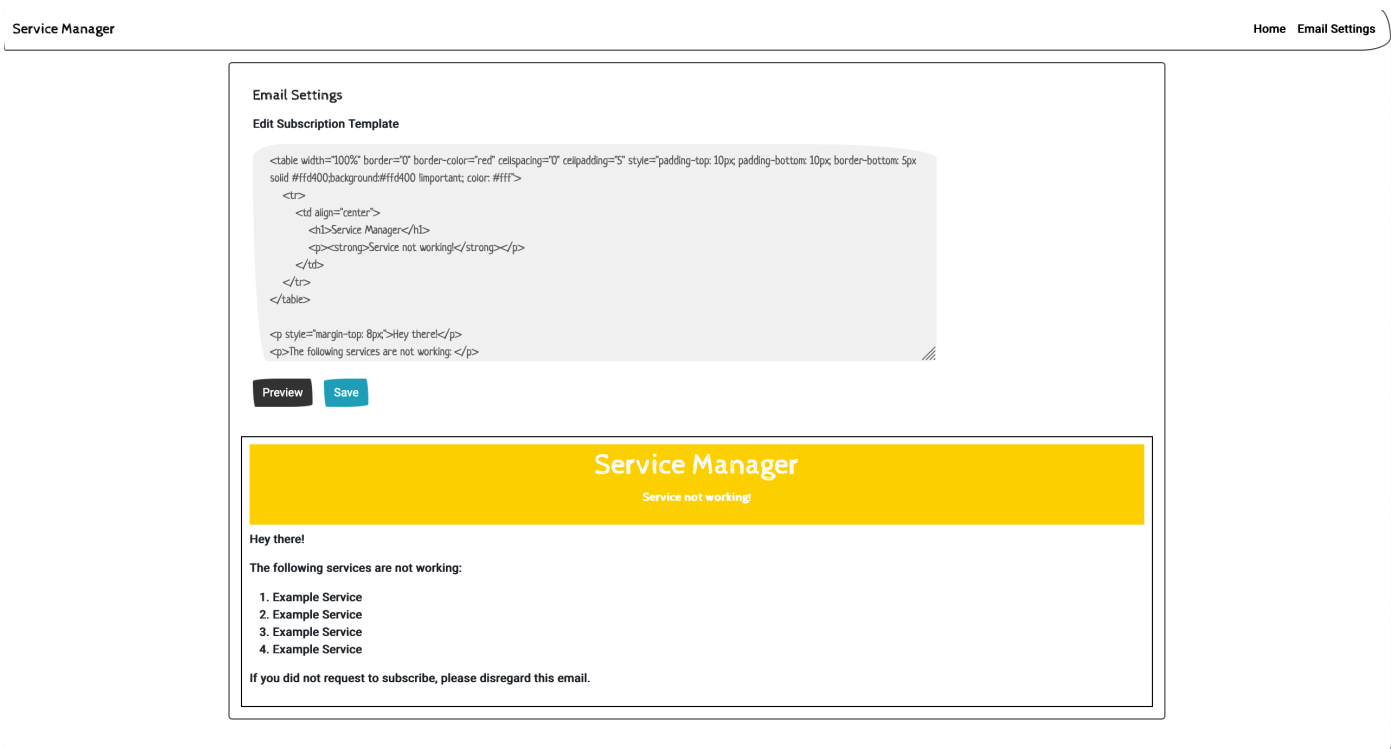 Service Manager
Home Email Settings
Email Settings
Edit Subscription Template
<table width="100%" border="0" border-color="red" cellspacing="0" cellpadding="5" style="padding-top: 10px; padding-bottom: 10px; border-bottom: 5px
solid #ffd400;background:#ffd400 !important; color: #fff">
<tr>
<td align="center">
<h1>Service Manager</h1>
<p><strong>Service not working!</strong></p>
</td>
</tr>
</table>
<p style="margin-top: 8px;">Hey there!</p>
<p>The following services are not working: </p>
Preview Save
Service Manager
Service not working!
Hey there!
The following services are not working:
1. Example Service
2. Example Service
3. Example Service
4. Example Service
If you did not request to subscribe, please disregard this email.